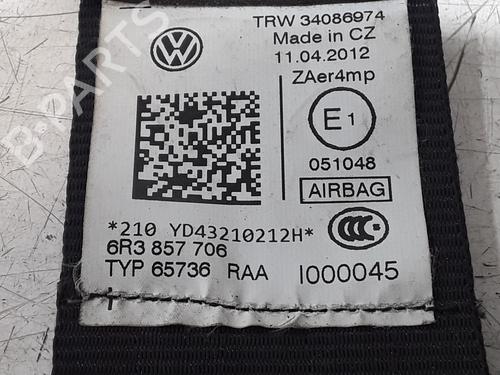 TRW 34086974
Made in CZ
11.04.2012
ZAer4mp
E1
051048
AIRBAG
*210 YD43210212H*
6R3 857 706
TYP 65736 RAA I000045
B-PARTS